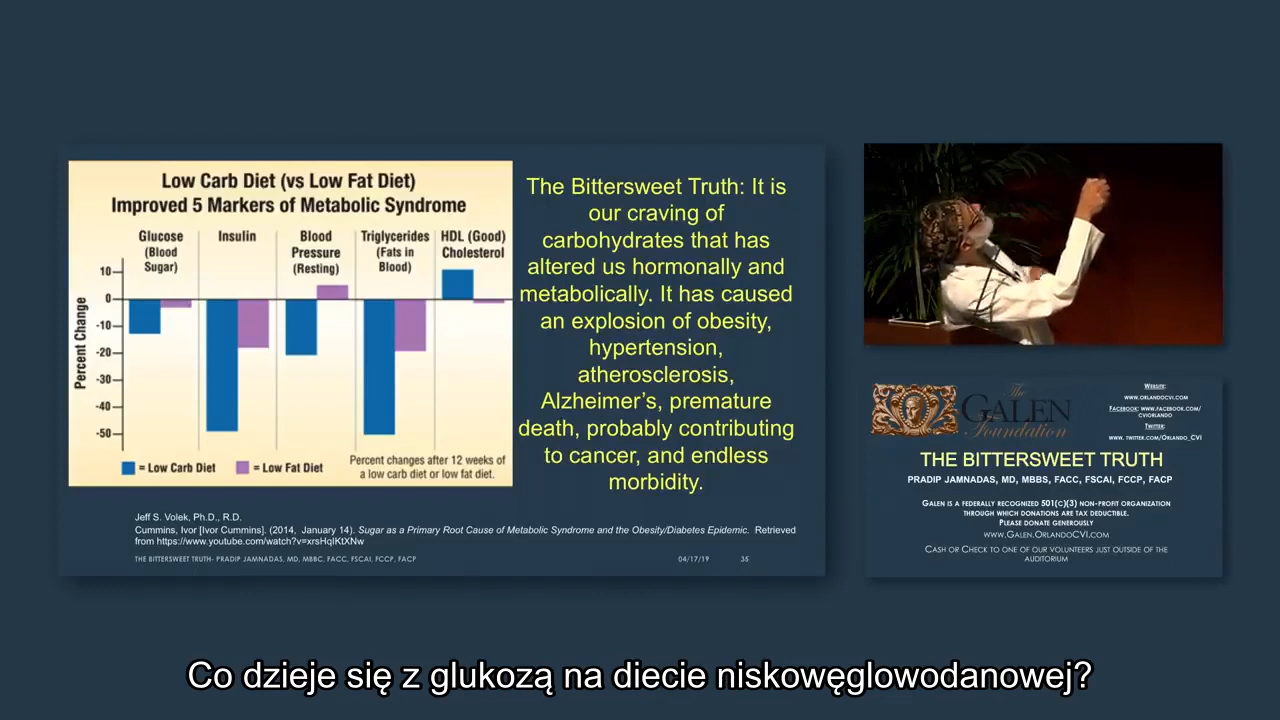 Low Carb Diet (vs Low Fat Diet)
Improved 5 Markers of Metabolic Syndrome
Glucose
(Blood
Sugar)
Insulin
Blood
Pressure
(Resting)
Triglycerides
(Fats in
Blood)
HDL (Good)
Cholesterol
Percent Change
10
0
-10
-20
-30
-40
-50
= Low Carb Diet
= Low Fat Diet
Percent changes after 12 weeks of
a low carb diet or low fat diet.
The Bittersweet Truth: It is
our craving of
carbohydrates that has
altered us hormonally and
metabolically. It has caused
an explosion of obesity,
hypertension,
atherosclerosis,
Alzheimer's, premature
death, probably contributing
to cancer, and endless
morbidity.
Jeff S. Volek, Ph.D., R.D.
Cummins, Ivor [Ivor Cummins]. (2014, January 14). Sugar as a Primary Root Cause of Metabolic Syndrome and the Obesity/Diabetes Epidemic. Retrieved
from https://www.youtube.com/watch?v=xrsHqIKtXNw
THE BITTERSWEET TRUTH- PRADIP JAMNADAS, MD, MBBC, FACC, FSCAI, FCCP, FACP
04/17/19
35
The
GALEN
Foundation
WEBSITE:
WWW.ORLANDOCVI.COM
FACEBOOK: WWW.FACEBOOK.COM/
CVIORLANDO
TWITTER:
WWW. TWITTER.COM/ORLANDO_CVI
THE BITTERSWEET TRUTH
PRADIP JAMNADAS, MD, MBBS, FACC, FSCAI, FCCP, FACP
GALEN IS A FEDERALLY RECOGNIZED 501(C)(3) NON-PROFIT ORGANIZATION
THROUGH WHICH DONATIONS ARE TAX DEDUCTIBLE.
PLEASE DONATE GENEROUSLY
WWW.GALEN.ORLANDOCVI.COM
CASH OR CHECK TO ONE OF OUR VOLUNTEERS JUST OUTSIDE OF THE
AUDITORIUM
Co dzieje się z glukozą na diecie niskowęglowodanowej?